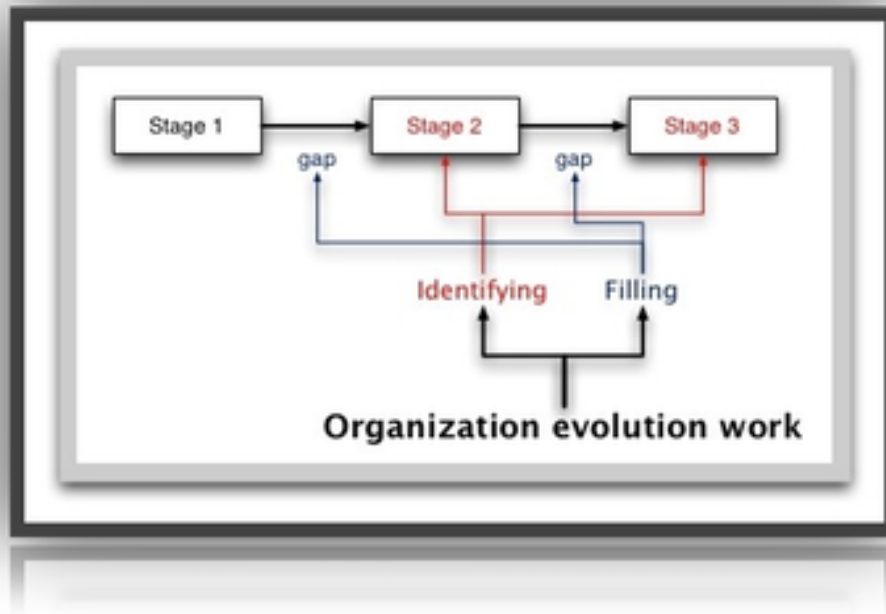 Stage 1
Stage 2
Stage 3
gap
gap
Identifying
Filling
Organization evolution work